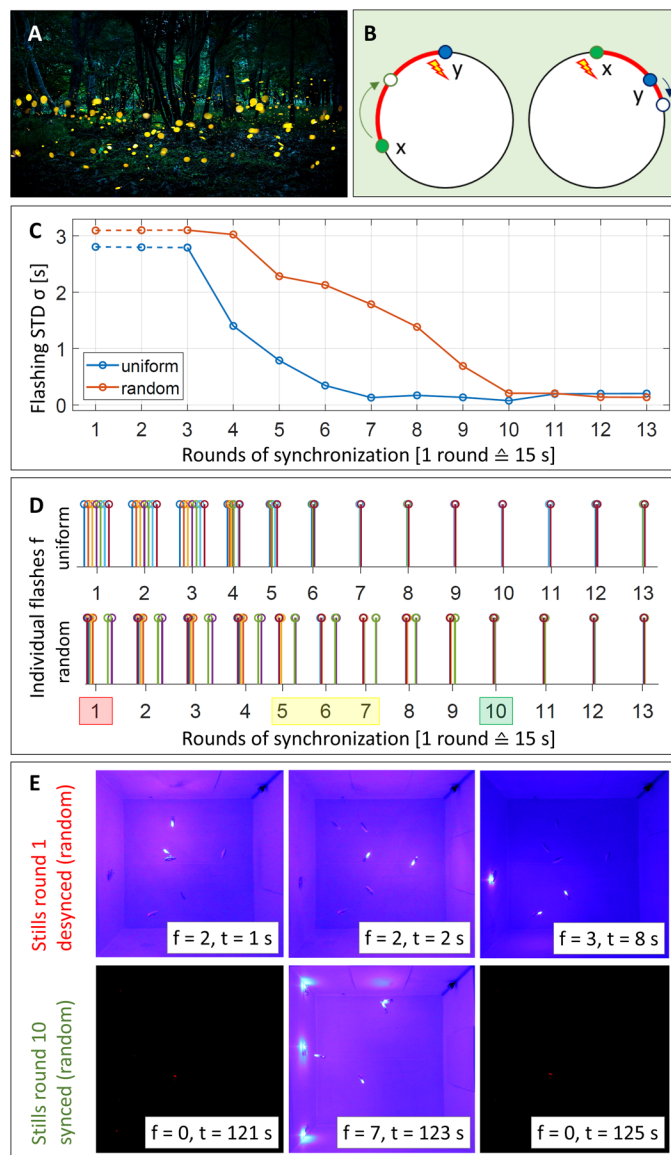 A
B
y
x
x
y
C
Flashing STD σ [s]
3
2
1
0
uniform
random
1 2 3 4 5 6 7 8 9 10 11 12 13
Rounds of synchronization [1 round ≙ 15 s]
D
Individual flashes f
uniform
1 2 3 4 5 6 7 8 9 10 11 12 13
random
1 2 3 4 5 6 7 8 9 10 11 12 13
Rounds of synchronization [1 round ≙ 15 s]
E
Stills round 1
desynced (random)
f = 2, t = 1 s
f = 2, t = 2 s
f = 3, t = 8 s
Stills round 10
synced (random)
f = 0, t = 121 s
f = 7, t = 123 s
f = 0, t = 125 s